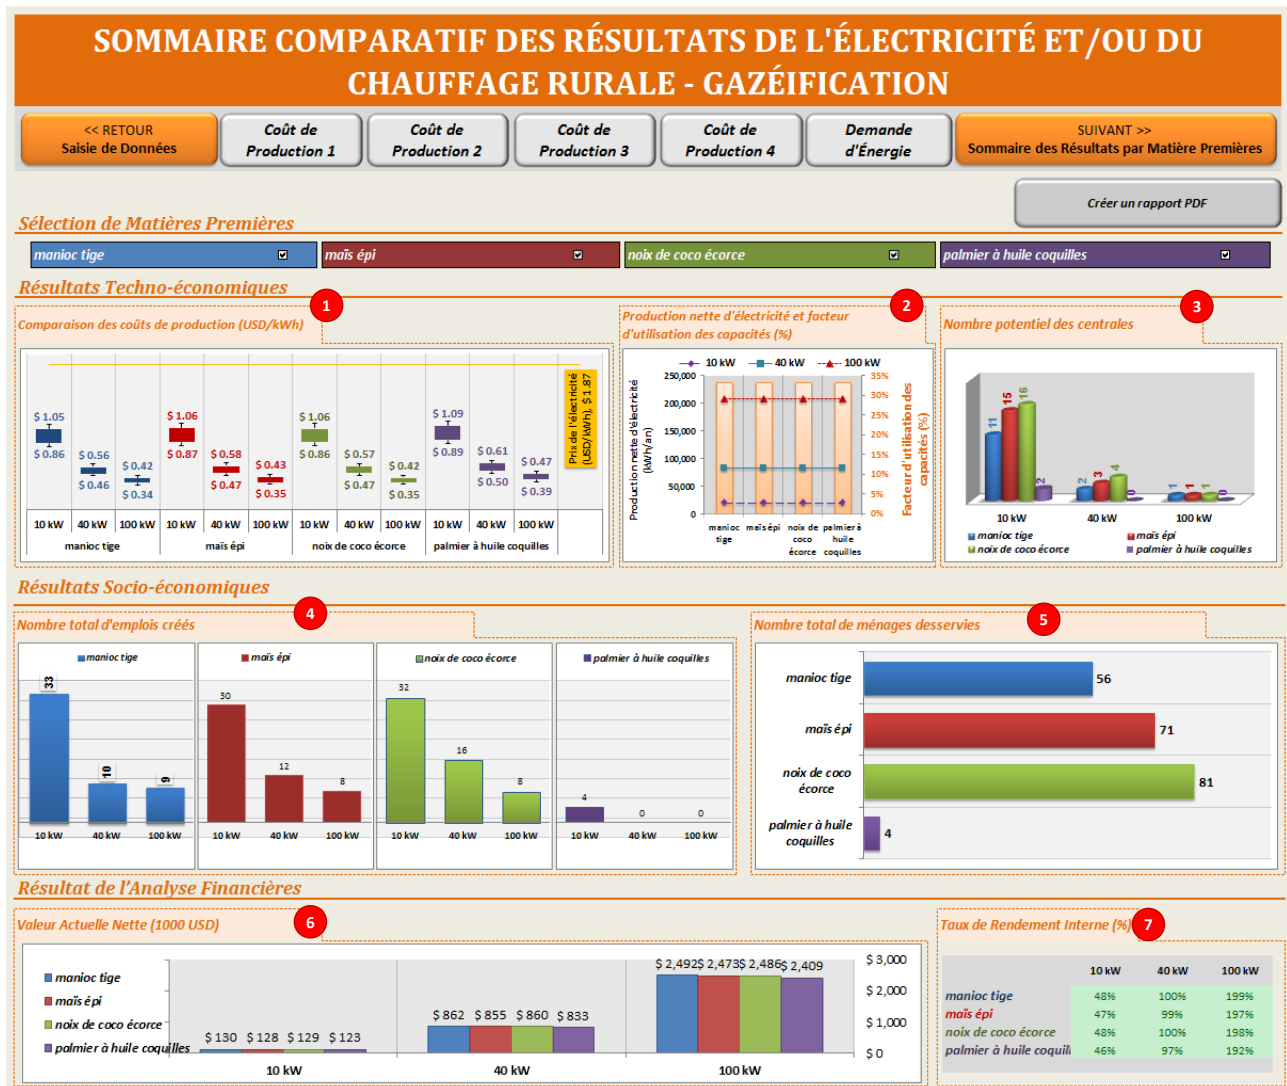 SOMMAIRE COMPARATIF DES RÉSULTATS DE L'ÉLECTRICITÉ ET/OU DU
CHAUFFAGE RURALE - GAZÉIFICATION
<< RETOUR
Saisie de Données
Coût de
Production 1
Coût de
Production 2
Coût de
Production 3
Coût de
Production 4
Demande
d'Énergie
SUIVANT >>
Sommaire des Résultats par Matière Premières
Créer un rapport PDF
Sélection de Matières Premières
manioc tige
maïs épi
noix de coco écorce
palmier à huile coquilles
Résultats Techno-économiques
1
Comparaison des coûts de production (USD/kWh)
$ 1.05
$ 0.86
$ 0.56
$ 0.46
$ 0.42
$ 0.34
$ 1.06
$ 0.87
$ 0.58
$ 0.47
$ 0.43
$ 0.35
$ 1.06
$ 0.86
$ 0.57
$ 0.47
$ 0.42
$ 0.35
$ 1.09
$ 0.89
$ 0.61
$ 0.50
$ 0.47
$ 0.39
Prix de l'électricité
(USD/kWh), $ 1.87
10 kW 40 kW 100 kW 10 kW 40 kW 100 kW 10 kW 40 kW 100 kW 10 kW 40 kW 100 kW
manioc tige maïs épi noix de coco écorce palmier à huile coquilles
2
Production nette d'électricité et facteur
d'utilisation des capacités (%)
10 kW 40 kW 100 kW
Production nette d'électricité
(kWh/an)
250,000
200,000
150,000
100,000
50,000
0
35%
30%
25%
20%
15%
10%
5%
0%
Facteur d'utilisation des
capacités (%)
manioc
tige
maïs épi
noix de
coco
écorce
palmier à
huile
coquilles
3
Nombre potentiel des centrales
11
15
16
2
2
3
4
0
1
1
1
0
10 kW 40 kW 100 kW
manioc tige maïs épi
noix de coco écorce palmier à huile coquilles
Résultats Socio-économiques
4
Nombre total d'emplois créés
manioc tige
33
10
9
10 kW 40 kW 100 kW
maïs épi
30
12
8
10 kW 40 kW 100 kW
noix de coco écorce
32
16
8
10 kW 40 kW 100 kW
palmier à huile coquilles
4
0
0
10 kW 40 kW 100 kW
5
Nombre total de ménages desservies
manioc tige
56
maïs épi
71
noix de coco
écorce
81
palmier à huile
coquilles
4
Résultat de l'Analyse Financières
6
Valeur Actuelle Nette (1000 USD)
manioc tige
maïs épi
noix de coco écorce
palmier à huile coquilles
$ 130 $ 128 $ 129 $ 123
$ 862 $ 855 $ 860 $ 833
$ 2,492 $ 2,473 $ 2,486 $ 2,409
$ 3,000
$ 2,000
$ 1,000
$ 0
10 kW 40 kW 100 kW
7
Taux de Rendement Interne (%)
10 kW 40 kW 100 kW
manioc tige 48% 100% 199%
maïs épi 47% 99% 197%
noix de coco écorce 48% 100% 198%
palmier à huile coquill 46% 97% 192%